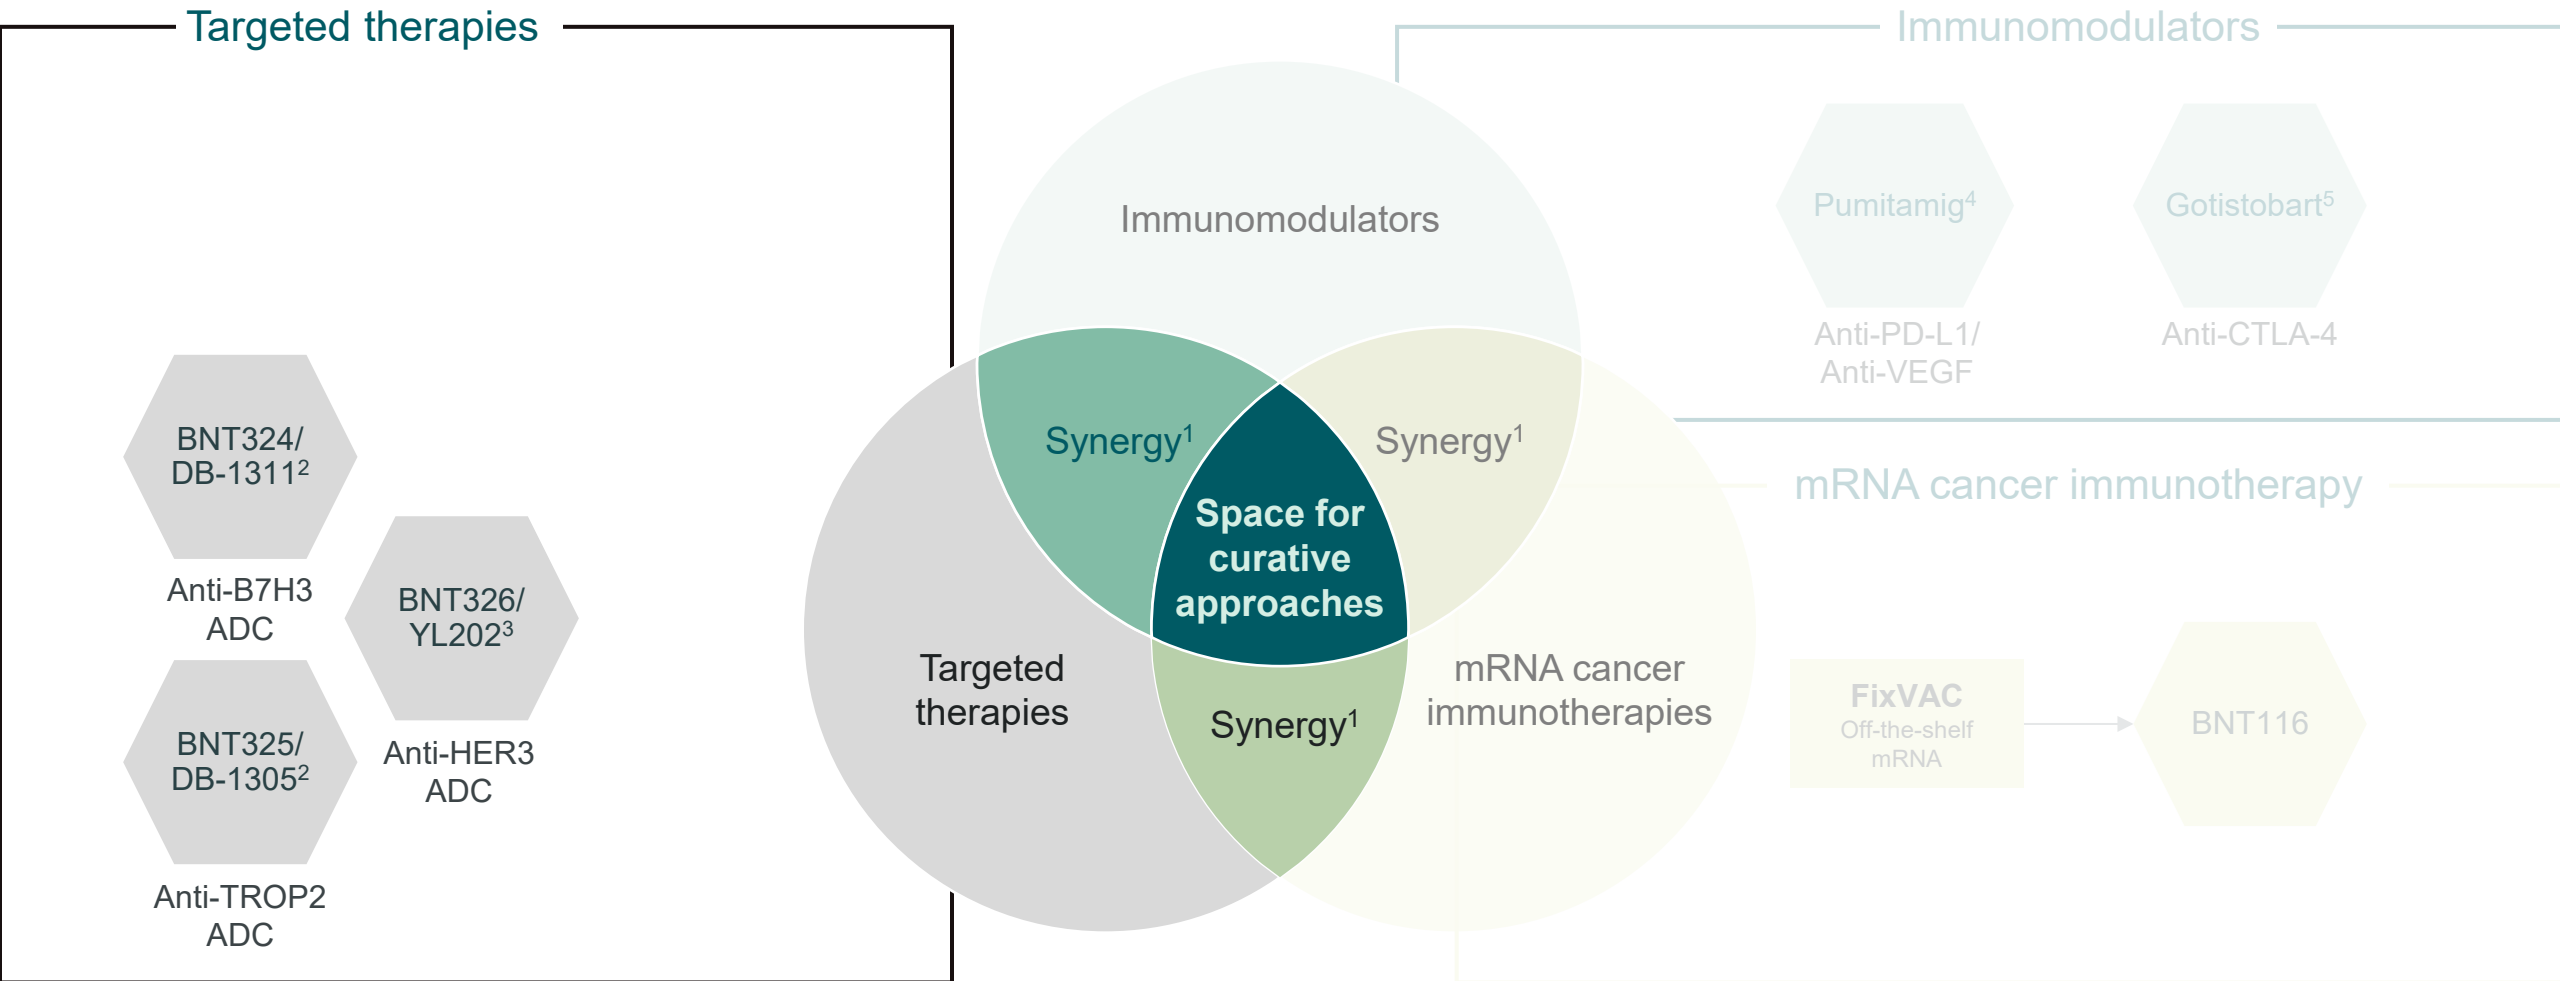 Targeted therapies
BNT324/
DB-1311²
Anti-B7H3
ADC
BNT326/
YL202³
Anti-HER3
ADC
BNT325/
DB-1305²
Anti-TROP2
ADC
Immunomodulators
Synergy¹
Synergy¹
Space for
curative
approaches
Targeted
therapies
mRNA cancer
immunotherapies
Synergy¹
Immunomodulators
Pumitamig⁴
Anti-PD-L1/
Anti-VEGF
Gotistobart⁵
Anti-CTLA-4
mRNA cancer immunotherapy
FixVAC
Off-the-shelf
mRNA
BNT116